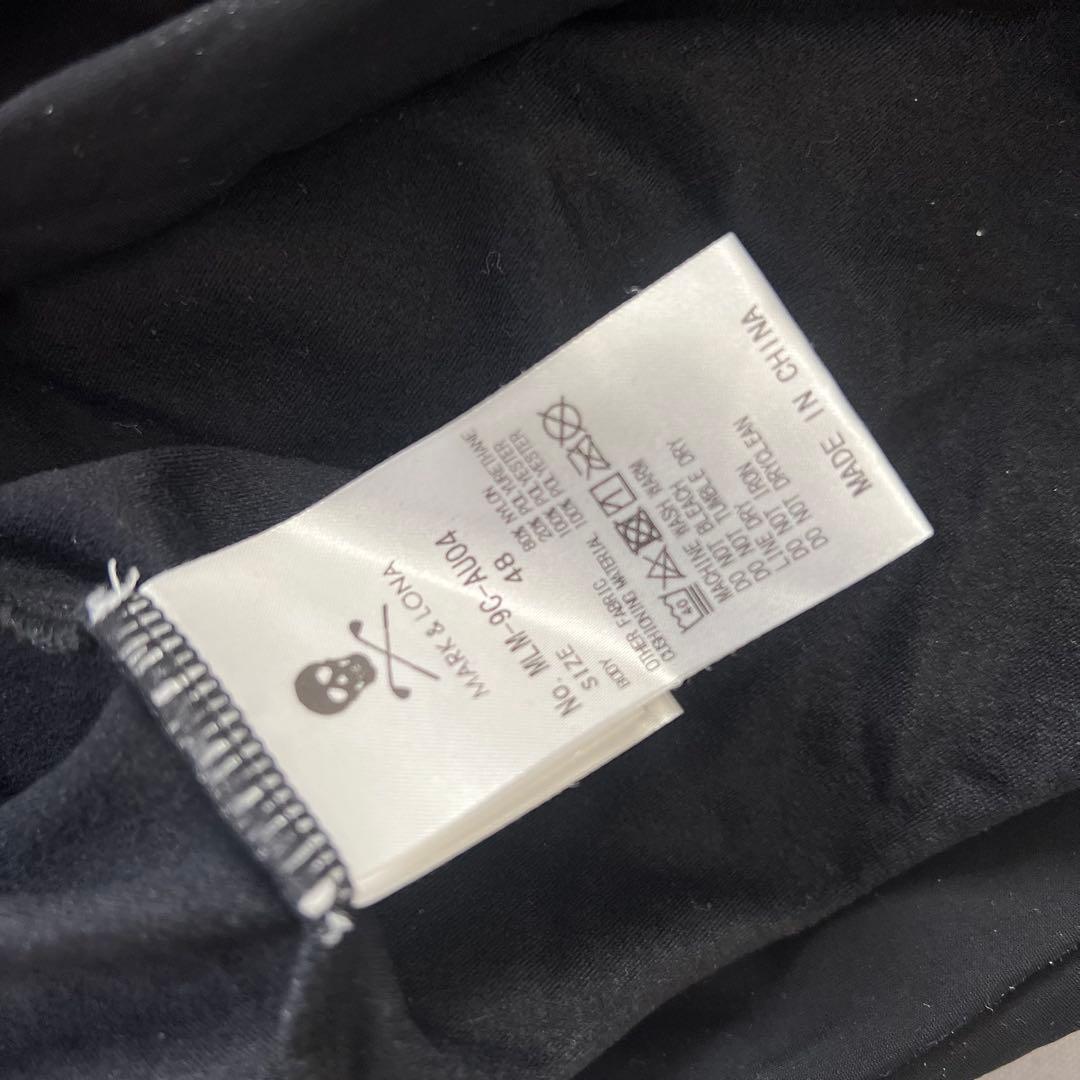 MARK & LONA
No. MLM-9C-AU04
SIZE 48
BODY 80% NYLON
20% POLYURETHANE
OTHER FABRIC 100% POLYESTER
CUSHIONING MATERIAL 100% POLYESTER
40
MACHINE WASH WARM
DO NOT BLEACH
DO NOT TUMBLE DRY
LINE DRY
DO NOT IRON
DO NOT DRYCLEAN
MADE IN CHINA